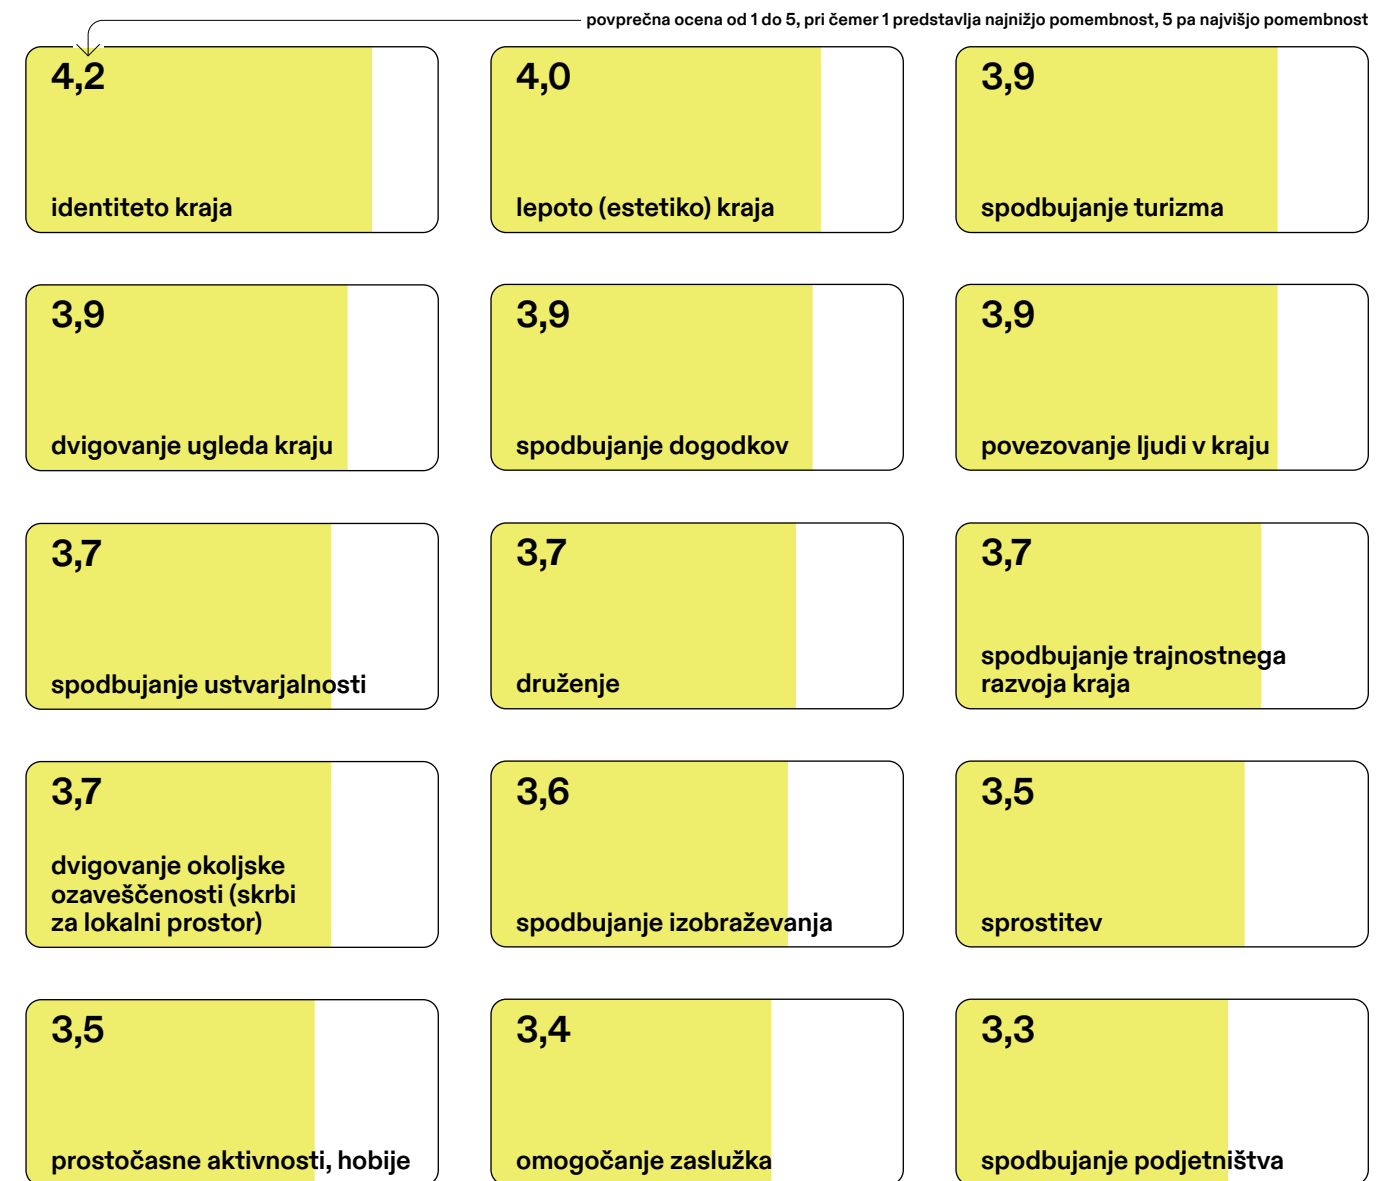 povprečna ocena od 1 do 5, pri čemer 1 predstavlja najnižjo pomembnost, 5 pa najvišjo pomembnost
4,2
identiteto kraja
4,0
lepoto (estetiko) kraja
3,9
spodbujanje turizma
3,9
dvigovanje ugleda kraju
3,9
spodbujanje dogodkov
3,9
povezovanje ljudi v kraju
3,7
spodbujanje ustvarjalnosti
3,7
druženje
3,7
spodbujanje trajnostnega
razvoja kraja
3,7
dvigovanje okoljske
ozaveščenosti (skrbi
za lokalni prostor)
3,6
spodbujanje izobraževanja
3,5
sprostitev
3,5
prostočasne aktivnosti, hobije
3,4
omogočanje zaslužka
3,3
spodbujanje podjetništva